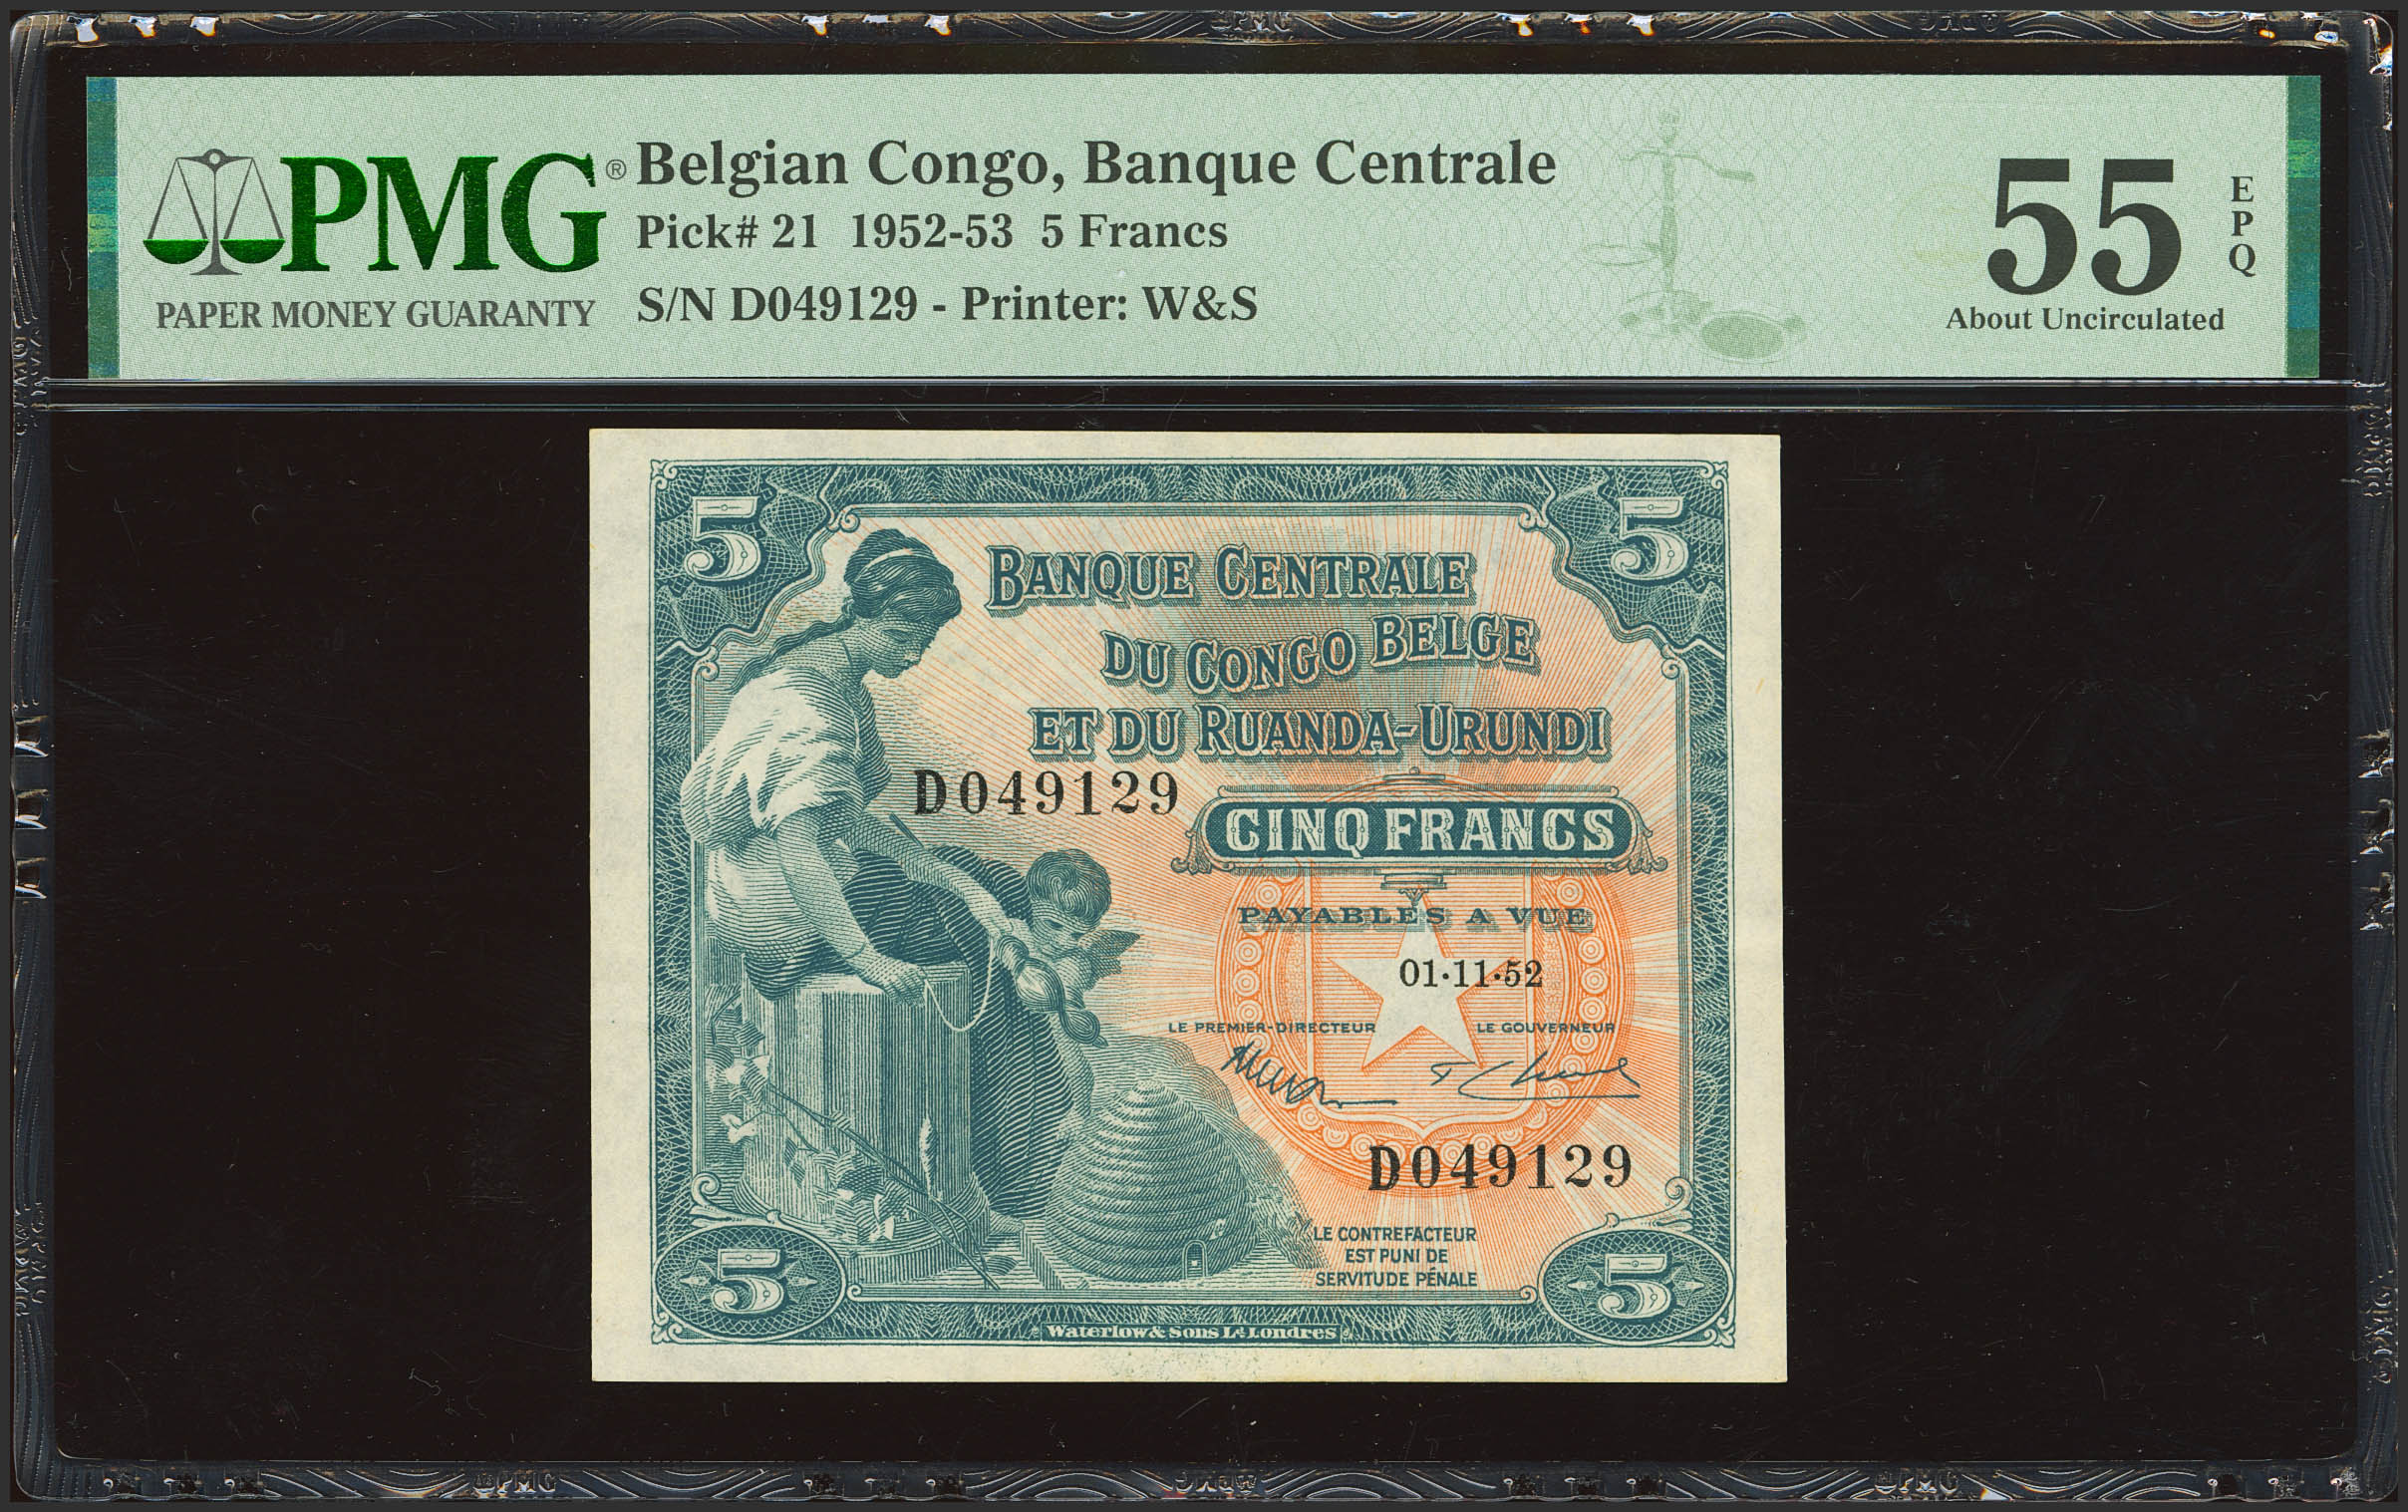 PMG®
PAPER MONEY GUARANTY
Belgian Congo, Banque Centrale
Pick# 21 1952-53 5 Francs
S/N D049129 - Printer: W&S
55
EPQ
About Uncirculated
5
5
BANQUE CENTRALE
DU CONGO BELGE
ET DU RUANDA-URUNDI
D049129
CINQ FRANCS
PAYABLES A VUE
01·11·52
LE PREMIER-DIRECTEUR
LE GOUVERNEUR
D049129
LE CONTREFACTEUR
EST PUNI DE
SERVITUDE PÉNALE
5
5
Waterlow & Sons Ld Londres